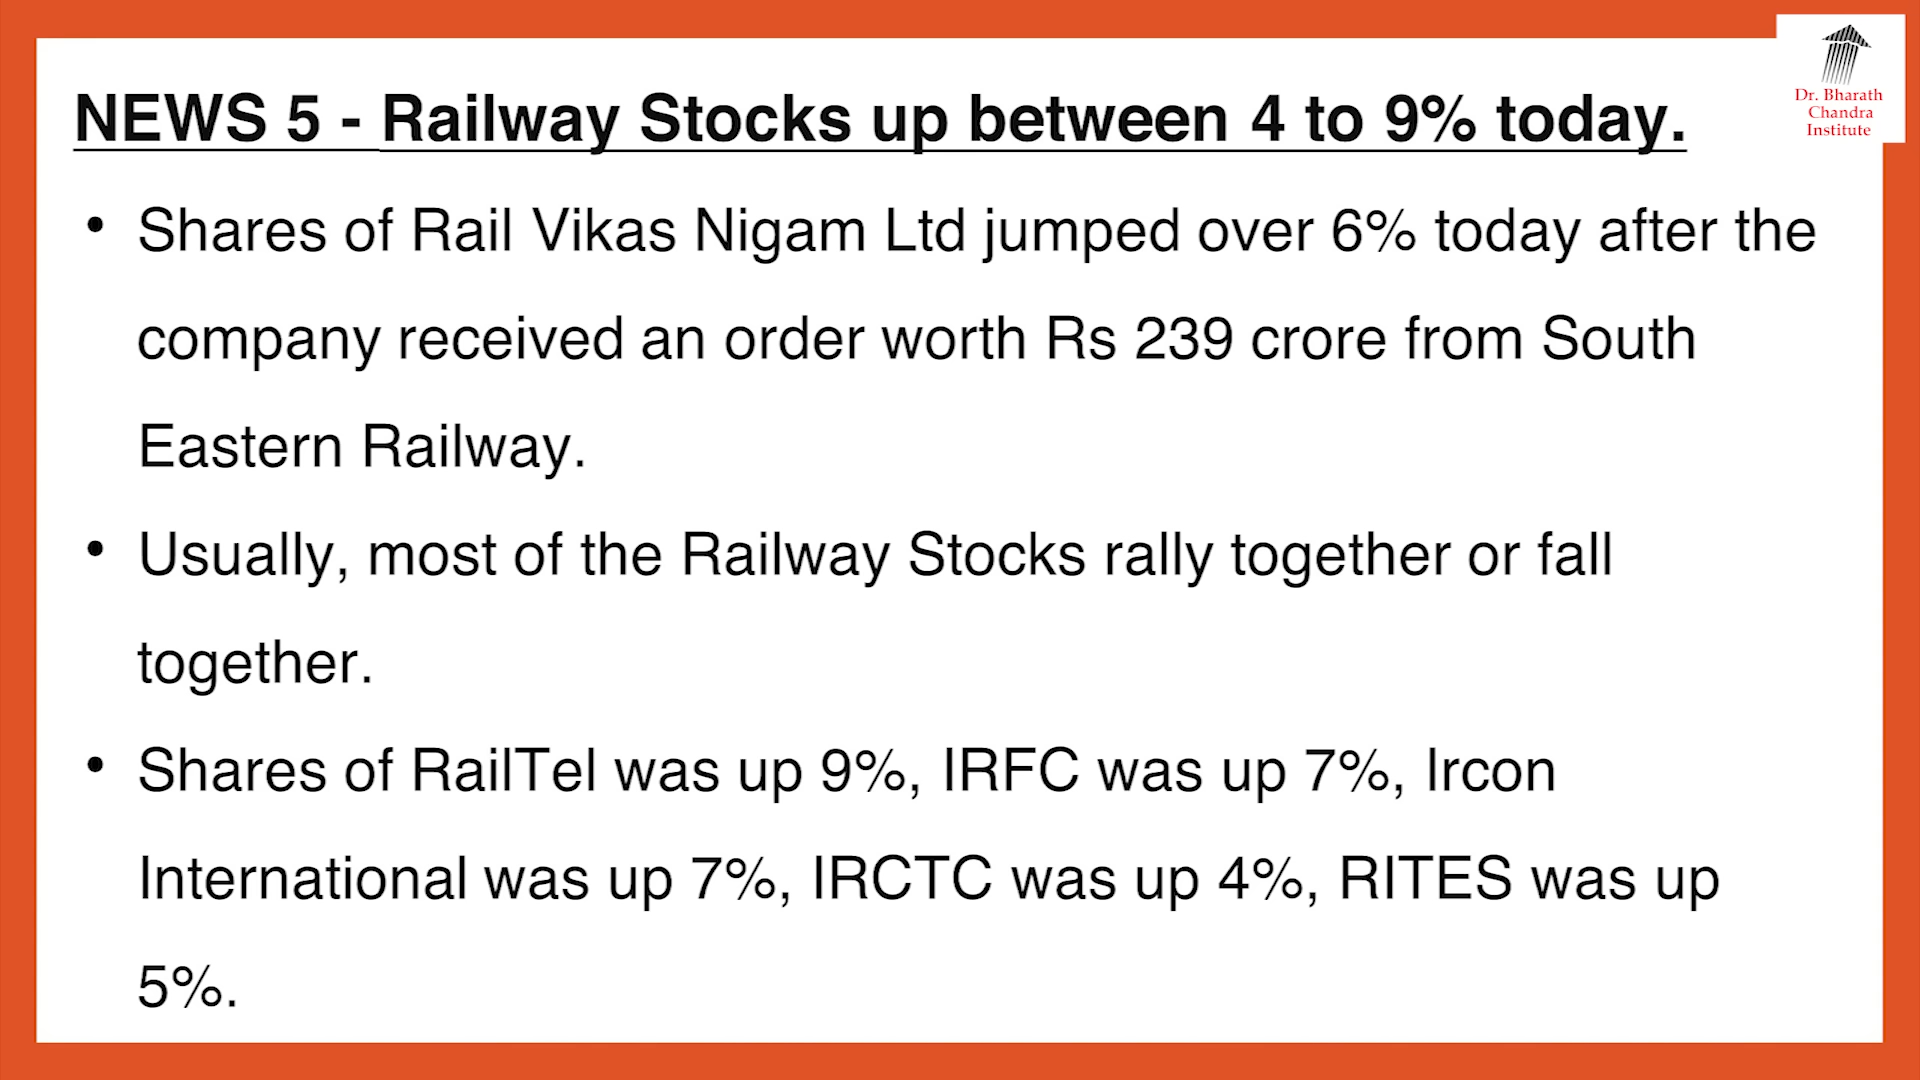 NEWS 5 - Railway Stocks up between 4 to 9% today.
Dr. Bharath
Chandra
Institute
• Shares of Rail Vikas Nigam Ltd jumped over 6% today after the
company received an order worth Rs 239 crore from South
Eastern Railway.
• Usually, most of the Railway Stocks rally together or fall
together.
• Shares of RailTel was up 9%, IRFC was up 7%, Ircon
International was up 7%, IRCTC was up 4%, RITES was up
5%.